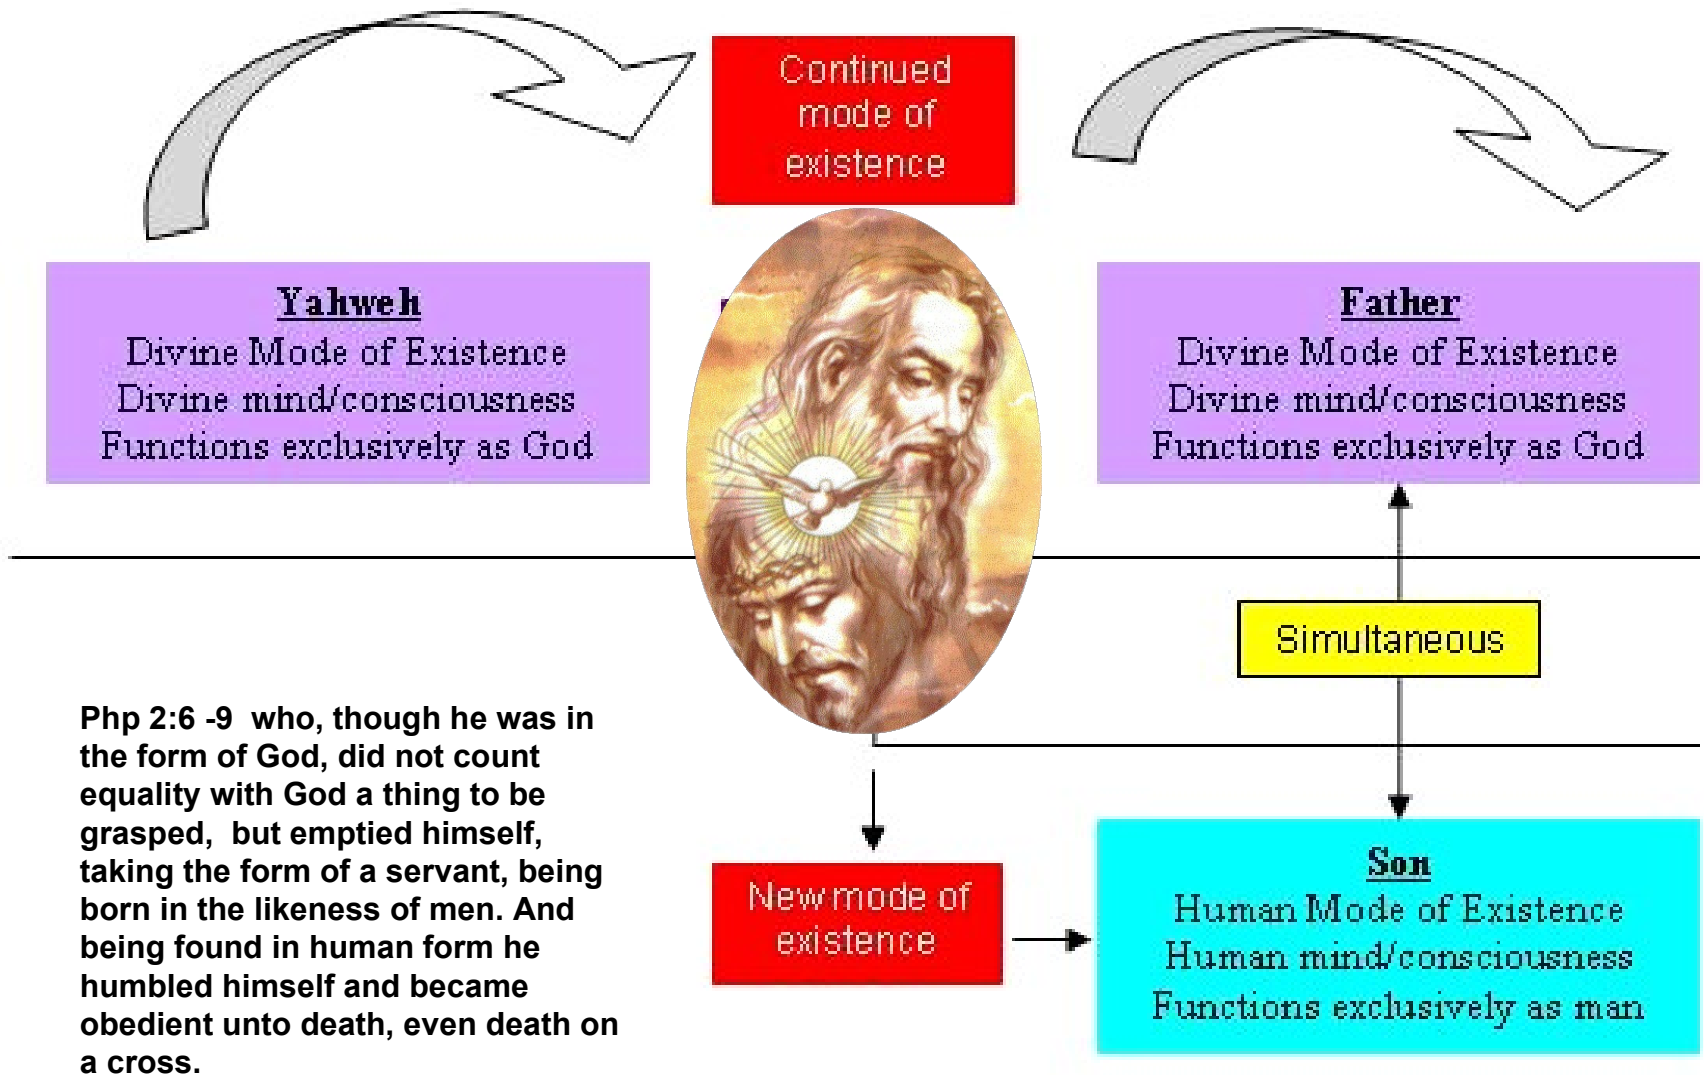 Continued
mode of
existence
Yahweh
Divine Mode of Existence
Divine mind/consciousness
Functions exclusively as God
Father
Divine Mode of Existence
Divine mind/consciousness
Functions exclusively as God
Simultaneous
Php 2:6 -9  who, though he was in
the form of God, did not count
equality with God a thing to be
grasped,  but emptied himself,
taking the form of a servant, being
born in the likeness of men. And
being found in human form he
humbled himself and became
obedient unto death, even death on
a cross.
New mode of
existence
Son
Human Mode of Existence
Human mind/consciousness
Functions exclusively as man